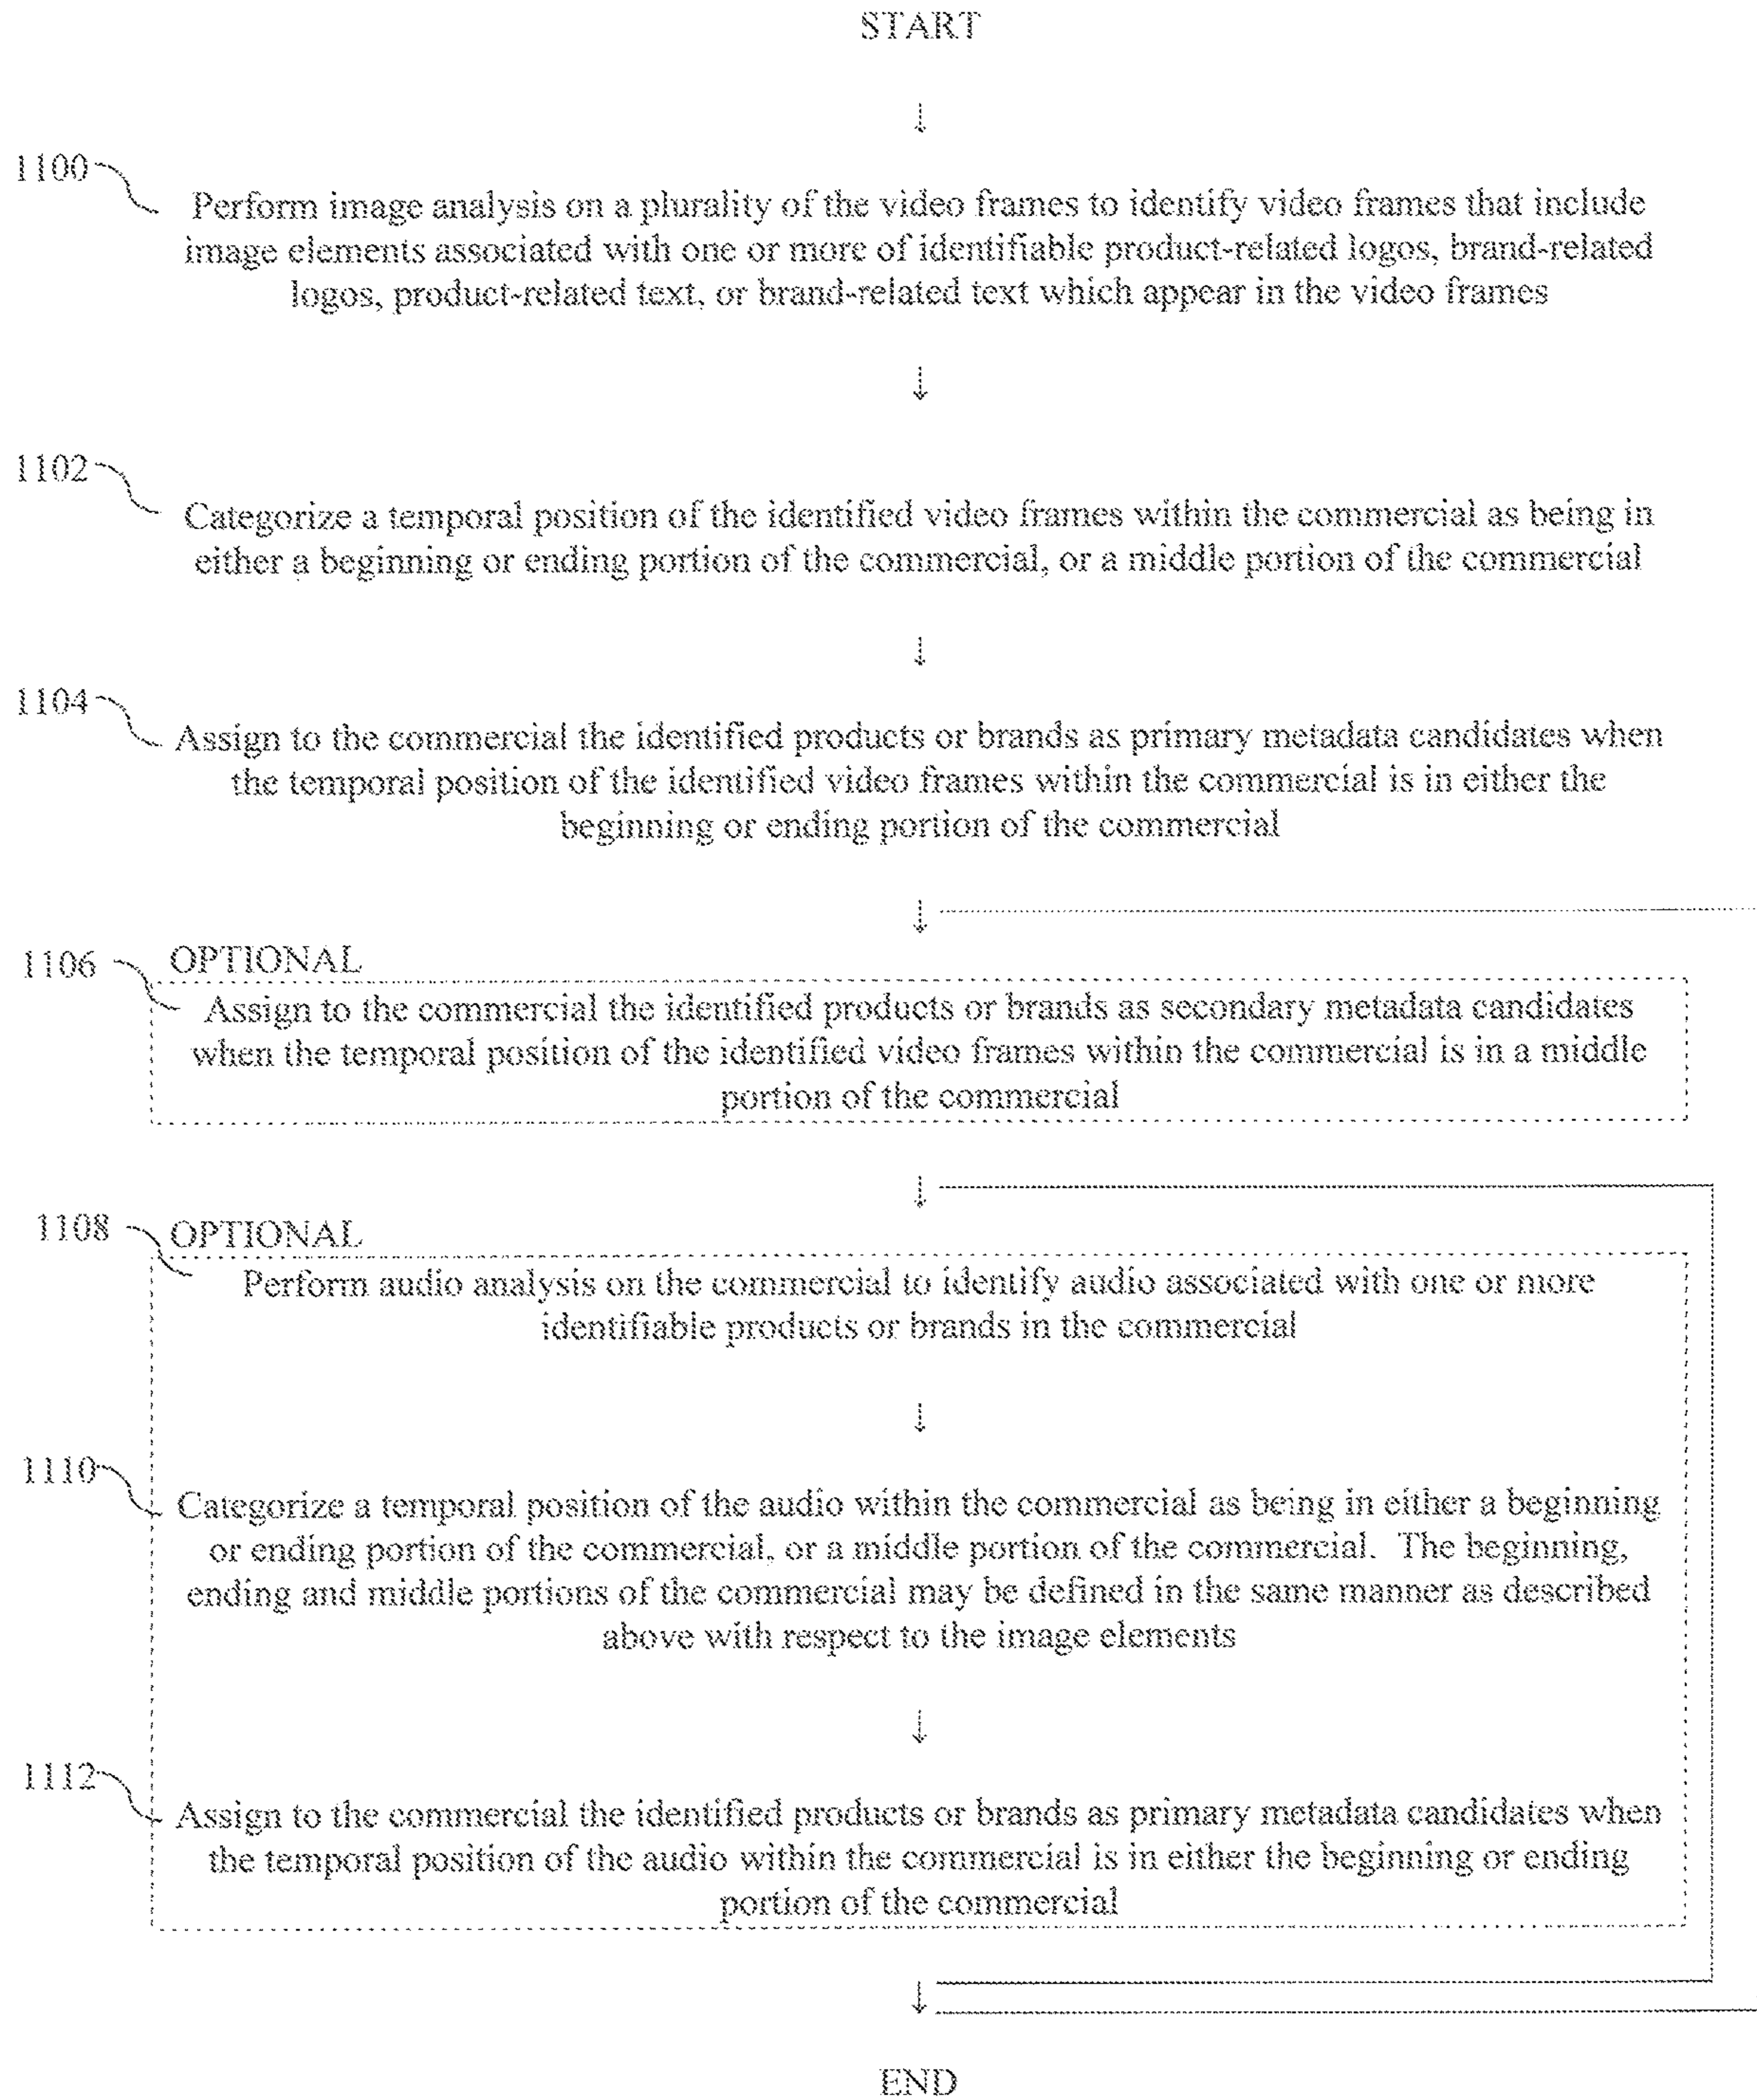 START
↓
1100
Perform image analysis on a plurality of the video frames to identify video frames that include
image elements associated with one or more of identifiable product-related logos, brand-related
logos, product-related text, or brand-related text which appear in the video frames
↓
1102
Categorize a temporal position of the identified video frames within the commercial as being in
either a beginning or ending portion of the commercial, or a middle portion of the commercial
↓
1104
Assign to the commercial the identified products or brands as primary metadata candidates when
the temporal position of the identified video frames within the commercial is in either the
beginning or ending portion of the commercial
↓
1106
OPTIONAL
Assign to the commercial the identified products or brands as secondary metadata candidates
when the temporal position of the identified video frames within the commercial is in a middle
portion of the commercial
↓
1108
OPTIONAL
Perform audio analysis on the commercial to identify audio associated with one or more
identifiable products or brands in the commercial
↓
1110
Categorize a temporal position of the audio within the commercial as being in either a beginning
or ending portion of the commercial, or a middle portion of the commercial. The beginning,
ending and middle portions of the commercial may be defined in the same manner as described
above with respect to the image elements
↓
1112
Assign to the commercial the identified products or brands as primary metadata candidates when
the temporal position of the audio within the commercial is in either the beginning or ending
portion of the commercial
↓
END